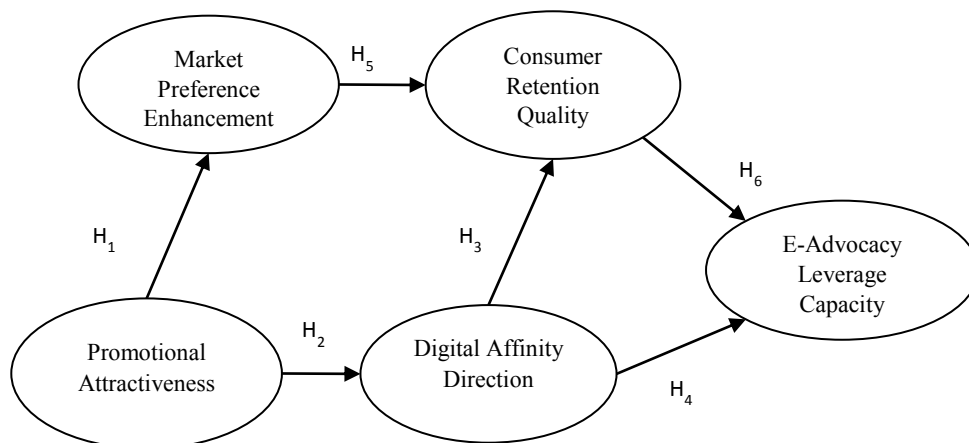 Market
Preference
Enhancement
H5
Consumer
Retention
Quality
H6
H1
H3
E-Advocacy
Leverage
Capacity
H2
Promotional
Attractiveness
Digital Affinity
Direction
H4